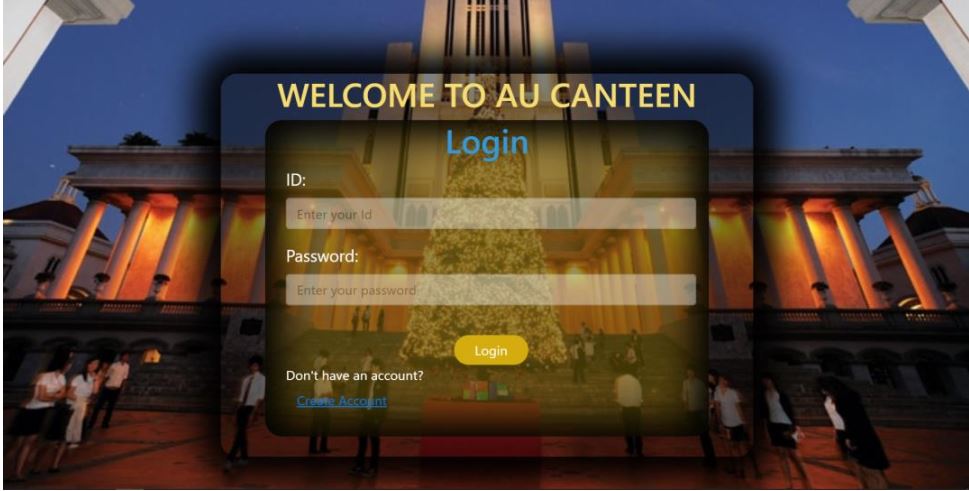 WELCOME TO AU CANTEEN
Login
ID:
Enter your Id
Password:
Enter your password
Login
Don't have an account?
Create Account